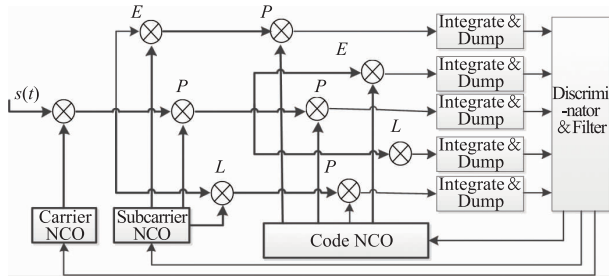 E
P
Integrate &
Dump
E
Integrate &
Dump
s(t)
P
P
Integrate &
Dump
Discrimi
-nator
& Filter
L
Integrate &
Dump
L
P
Integrate &
Dump
Carrier
NCO
Subcarrier
NCO
Code NCO